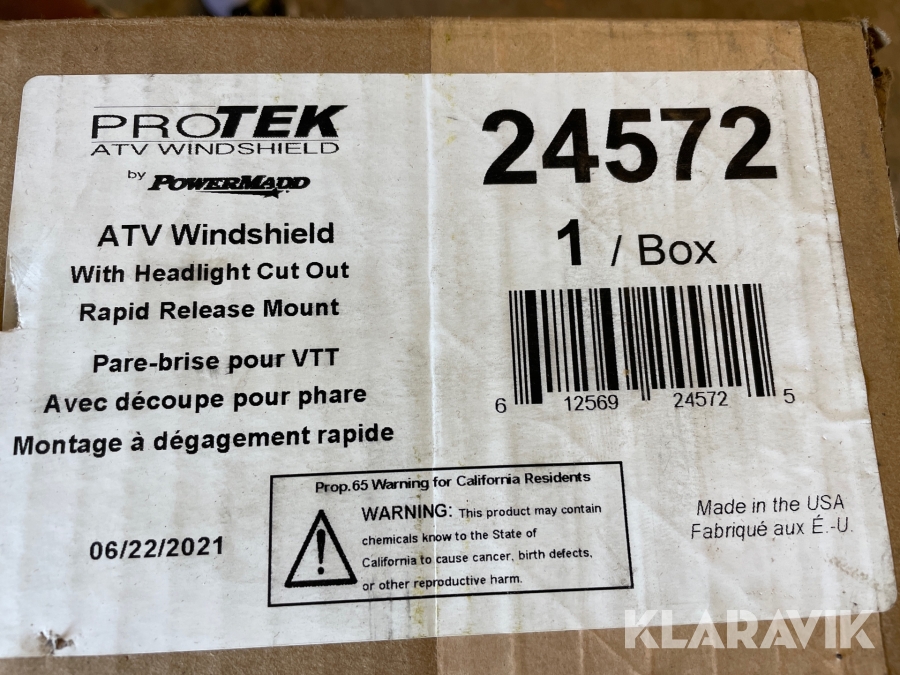 PROTEK
ATV WINDSHIELD
by POWERMADD
ATV Windshield
With Headlight Cut Out
Rapid Release Mount
Pare-brise pour VTT
Avec découpe pour phare
Montage à dégagement rapide
06/22/2021
24572
1 / Box
6 12569 24572 5
Prop.65 Warning for California Residents
WARNING: This product may contain
chemicals know to the State of
California to cause cancer, birth defects,
or other reproductive harm.
Made in the USA
Fabriqué aux É.-U.
KLARAVIK